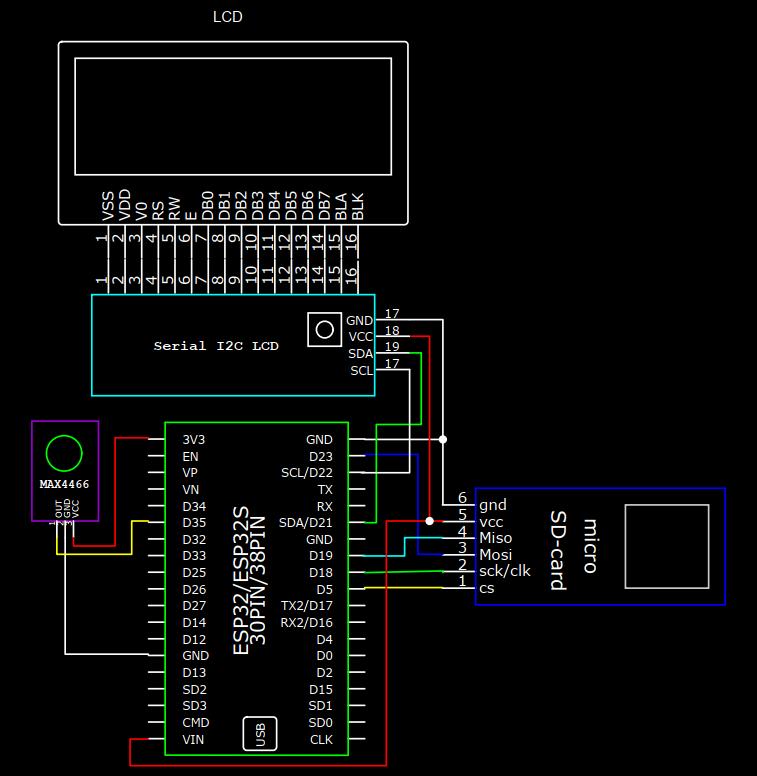 LCD
VSS
VDD
V0
RS
RW
E
DB0
DB1
DB2
DB3
DB4
DB5
DB6
DB7
BLA
BLK
1 2 3 4 5 6 7 8 9 10 11 12 13 14 15 16
1 2 3 4 5 6 7 8 9 10 11 12 13 14 15 16
Serial I2C LCD
GND 17
VCC 18
SDA 19
SCL 17
MAX4466
OUT
GND
VCC
1
2
3
3V3
EN
VP
VN
D34
D35
D32
D33
D25
D26
D27
D14
D12
GND
D13
SD2
SD3
CMD
VIN
ESP32/ESP32S
30PIN/38PIN
USB
GND
D23
SCL/D22
TX
RX
SDA/D21
GND
D19
D18
D5
TX2/D17
RX2/D16
D4
D0
D2
D15
SD1
SD0
CLK
6 gnd
5 vcc
4 Miso
3 Mosi
2 sck/clk
1 cs
micro
SD-card